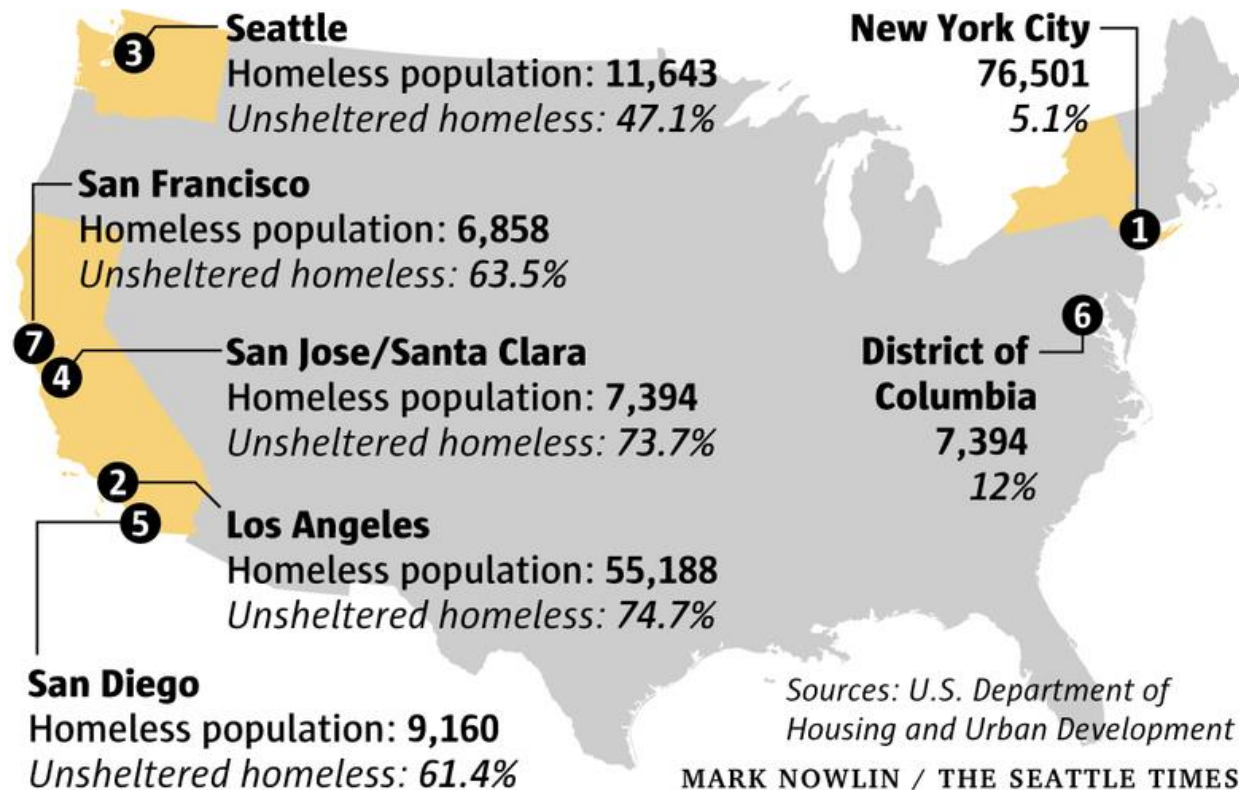 3
Seattle
Homeless population: 11,643
Unsheltered homeless: 47.1%
New York City
76,501
5.1%
1
San Francisco
Homeless population: 6,858
Unsheltered homeless: 63.5%
7
4
San Jose/Santa Clara
Homeless population: 7,394
Unsheltered homeless: 73.7%
6
District of
Columbia
7,394
12%
2
5
Los Angeles
Homeless population: 55,188
Unsheltered homeless: 74.7%
San Diego
Homeless population: 9,160
Unsheltered homeless: 61.4%
Sources: U.S. Department of
Housing and Urban Development
MARK NOWLIN / THE SEATTLE TIMES